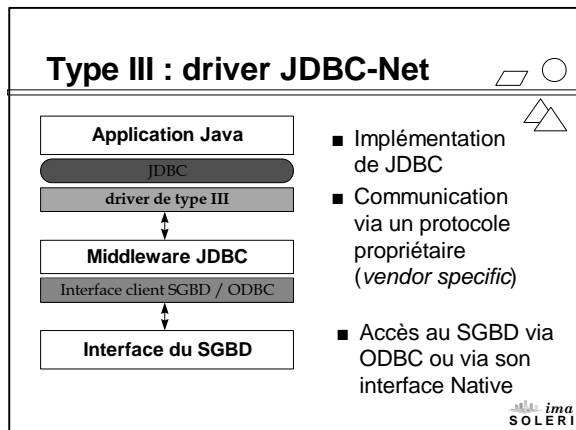 Type III : driver JDBC-Net
Application Java
JDBC
driver de type III
Middleware JDBC
Interface client SGBD / ODBC
Interface du SGBD
■ Implémentation
de JDBC
■ Communication
via un protocole
propriétaire
(vendor specific)
■ Accès au SGBD via
ODBC ou via son
interface Native
ima
SOLERI